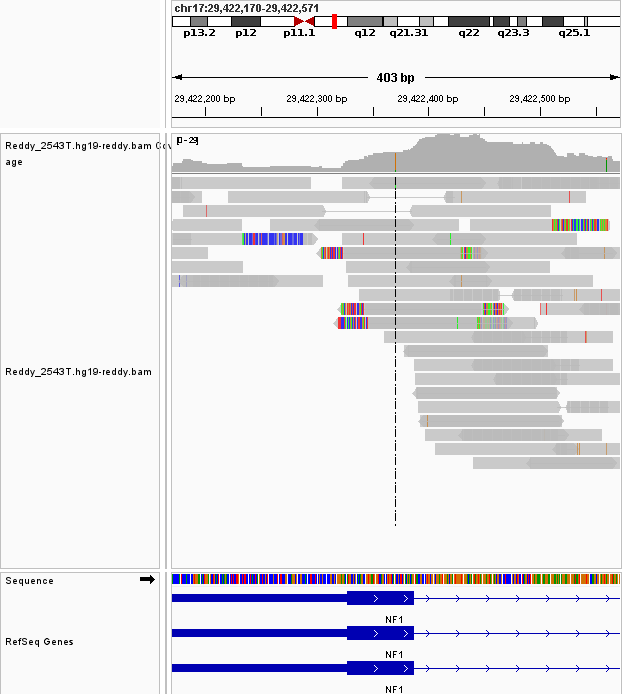 chr17:29,422,170-29,422,571
p13.2 p12 p11.1 q12 q21.31 q22 q23.3 q25.1
403 bp
29,422,200 bp 29,422,300 bp 29,422,400 bp 29,422,500 bp
[0-29]
Reddy_2543T.hg19-reddy.bam Cov
age
Reddy_2543T.hg19-reddy.bam
Sequence
NF1
RefSeq Genes
NF1
NF1